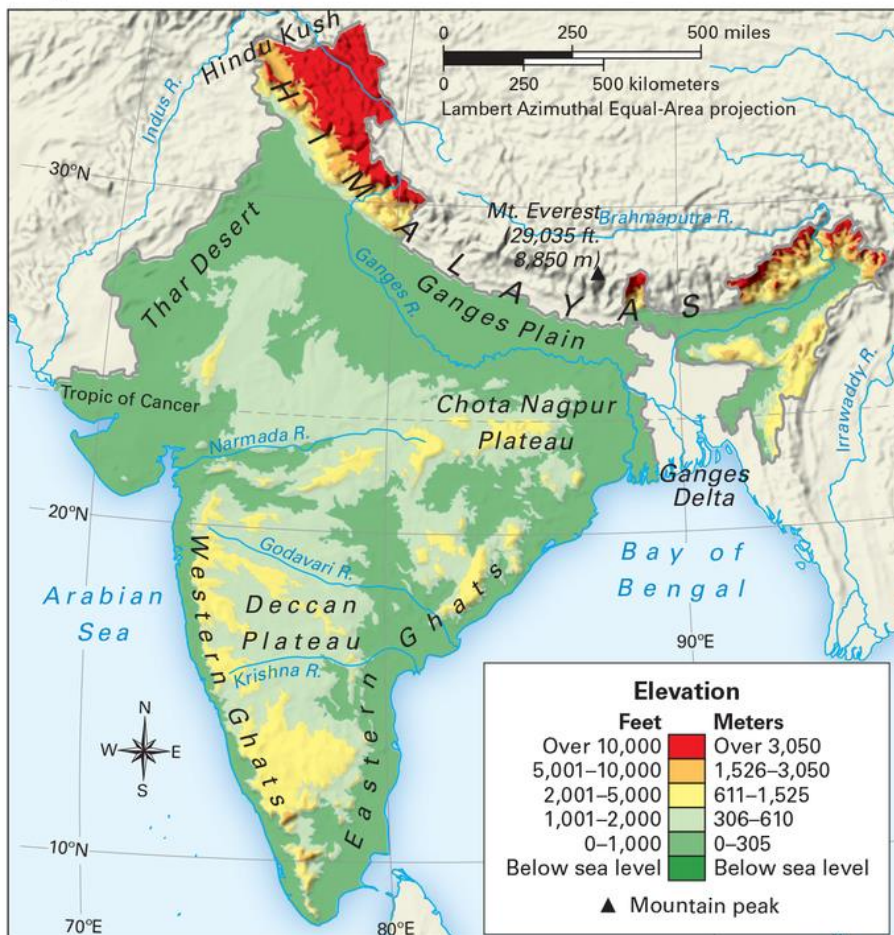 Hindu Kush
0 250 500 miles
0 250 500 kilometers
Lambert Azimuthal Equal-Area projection
Indus R.
30°N
HIMALAYAS
Mt. Everest
(29,035 ft.
8,850 m)
Brahmaputra R.
Thar Desert
Ganges R.
Ganges Plain
Tropic of Cancer
Chota Nagpur
Plateau
Irrawaddy R.
Narmada R.
Ganges
Delta
20°N
Godavari R.
Bay of
Bengal
Arabian
Sea
Western Ghats
Deccan
Plateau
Eastern Ghats
Krishna R.
90°E
N
W E
S
10°N
70°E
80°E
Elevation
Feet Meters
Over 10,000 Over 3,050
5,001–10,000 1,526–3,050
2,001–5,000 611–1,525
1,001–2,000 306–610
0–1,000 0–305
Below sea level Below sea level
▲ Mountain peak